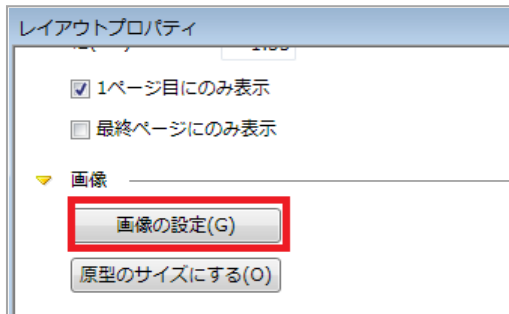 レイアウトプロパティ
1ページ目にのみ表示
最終ページにのみ表示
画像
画像の設定(G)
原型のサイズにする(O)